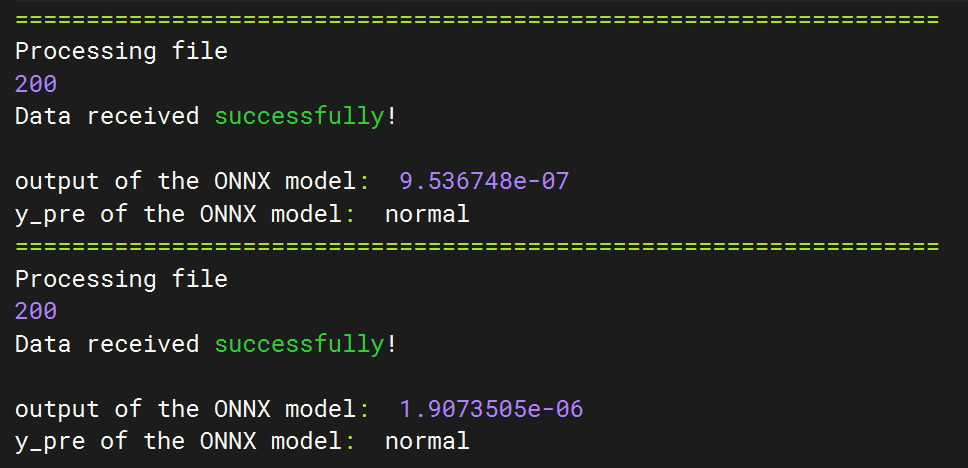 =================================================================
Processing file
200
Data received successfully!
output of the ONNX model:  9.536748e-07
y_pre of the ONNX model:  normal
=================================================================
Processing file
200
Data received successfully!
output of the ONNX model:  1.9073505e-06
y_pre of the ONNX model:  normal